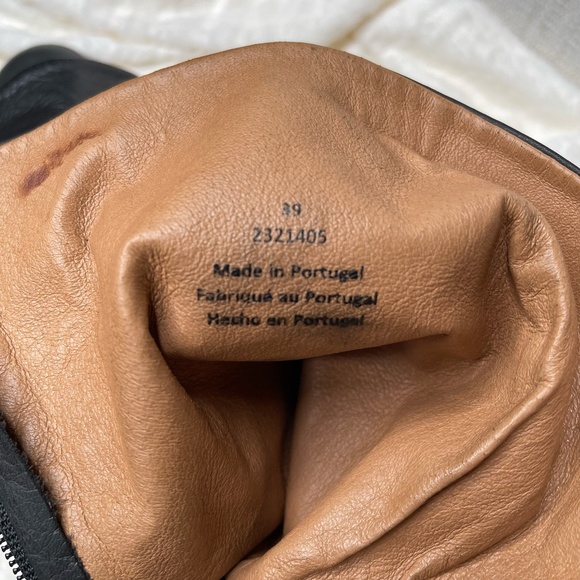 39
2321405
Made in Portugal
Fabriqué au Portugal
Hecho en Portugal